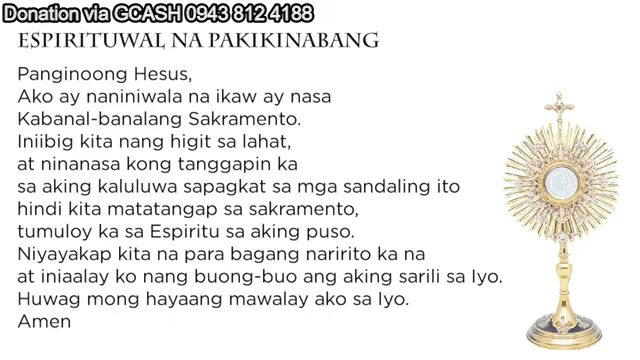 Donation via GCASH 0943 812 4188
ESPIRITUWAL NA PAKIKINABANG
Panginoong Hesus,
Ako ay naniniwala na ikaw ay nasa
Kabanal-banalang Sakramento.
Iniibig kita nang higit sa lahat,
at ninanasa kong tanggapin ka
sa aking kaluluwa sapagkat sa mga sandaling ito
hindi kita matatangap sa sakramento,
tumuloy ka sa Espiritu sa aking puso.
Niyayakap kita na para bagang naririto ka na
at iniaalay ko nang buong-buo ang aking sarili sa Iyo.
Huwag mong hayaang mawalay ako sa Iyo.
Amen